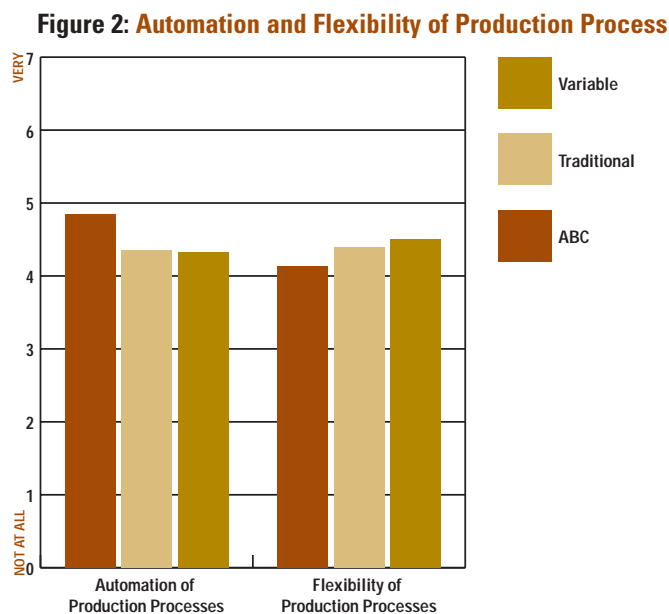 Figure 2: Automation and Flexibility of Production Process
VERY
7
6
5
4
3
2
1
0
NOT AT ALL
Automation of
Production Processes
Flexibility of
Production Processes
Variable
Traditional
ABC